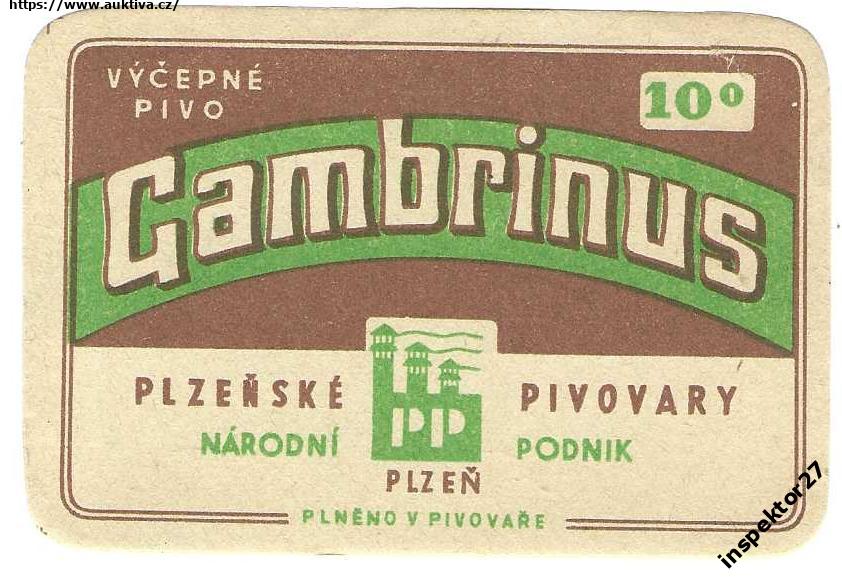 https://www.auktiva.cz/
VÝČEPNÉ
PIVO
10°
Gambrinus
PLZEŇSKÉ PIVOVARY
NÁRODNÍ PODNIK
PP
PLZEŇ
PLNĚNO V PIVOVAŘE
inspektor27